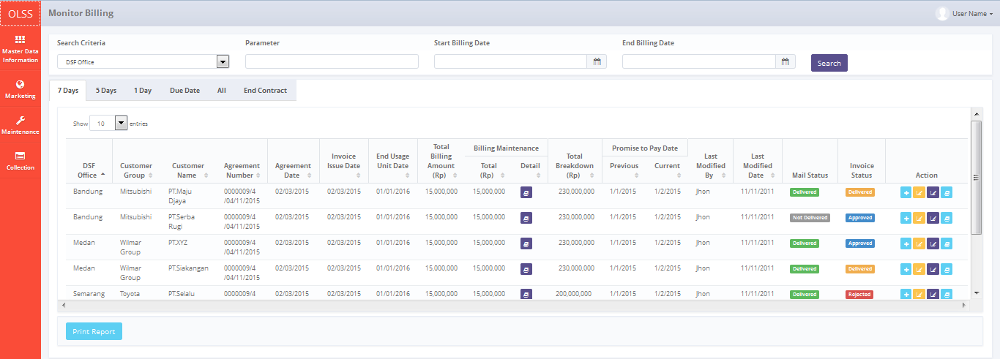 OLSS
Monitor Billing
User Name
Master Data
Information
Marketing
Maintenance
Collection
Search Criteria Parameter Start Billing Date End Billing Date
DSF Office
Search
7 Days 5 Days 1 Day Due Date All End Contract
Show 10 entries
DSF Office Customer Group Customer Name Agreement Number Agreement Date Invoice Issue Date End Usage Unit Date Total Billing Amount (Rp) Billing Maintenance Total (Rp) Detail Total Breakdown (Rp) Promise to Pay Date Previous Current Last Modified By Last Modified Date Mail Status Invoice Status Action
Bandung Mitsubishi PT.Maju 0000009/4 02/03/2015 02/03/2015 01/01/2016 15,000,000 15,000,000 230,000,000 1/1/2015 1/2/2015 Jhon 11/11/2011 Delivered Delivered
Djaya /04/11/2015
Bandung Mitsubishi PT.Serba 0000009/4 02/03/2015 02/03/2015 01/01/2016 15,000,000 15,000,000 230,000,000 1/1/2015 1/2/2015 Jhon 11/11/2011 Not Delivered Approved
Rugi /04/11/2015
Medan Wilmar PT.XYZ 0000009/4 02/03/2015 02/03/2015 01/01/2016 15,000,000 15,000,000 230,000,000 1/1/2015 1/2/2015 Jhon 11/11/2011 Delivered Approved
Group /04/11/2015
Medan Wilmar PT.Siakangan 0000009/4 02/03/2015 02/03/2015 01/01/2016 15,000,000 15,000,000 230,000,000 1/1/2015 1/2/2015 Jhon 11/11/2011 Delivered Delivered
Group /04/11/2015
Semarang Toyota PT.Selalu 0000009/4 02/03/2015 02/03/2015 01/01/2016 15,000,000 15,000,000 200,000,000 1/1/2015 1/2/2015 Jhon 11/11/2011 Delivered Rejected
Print Report